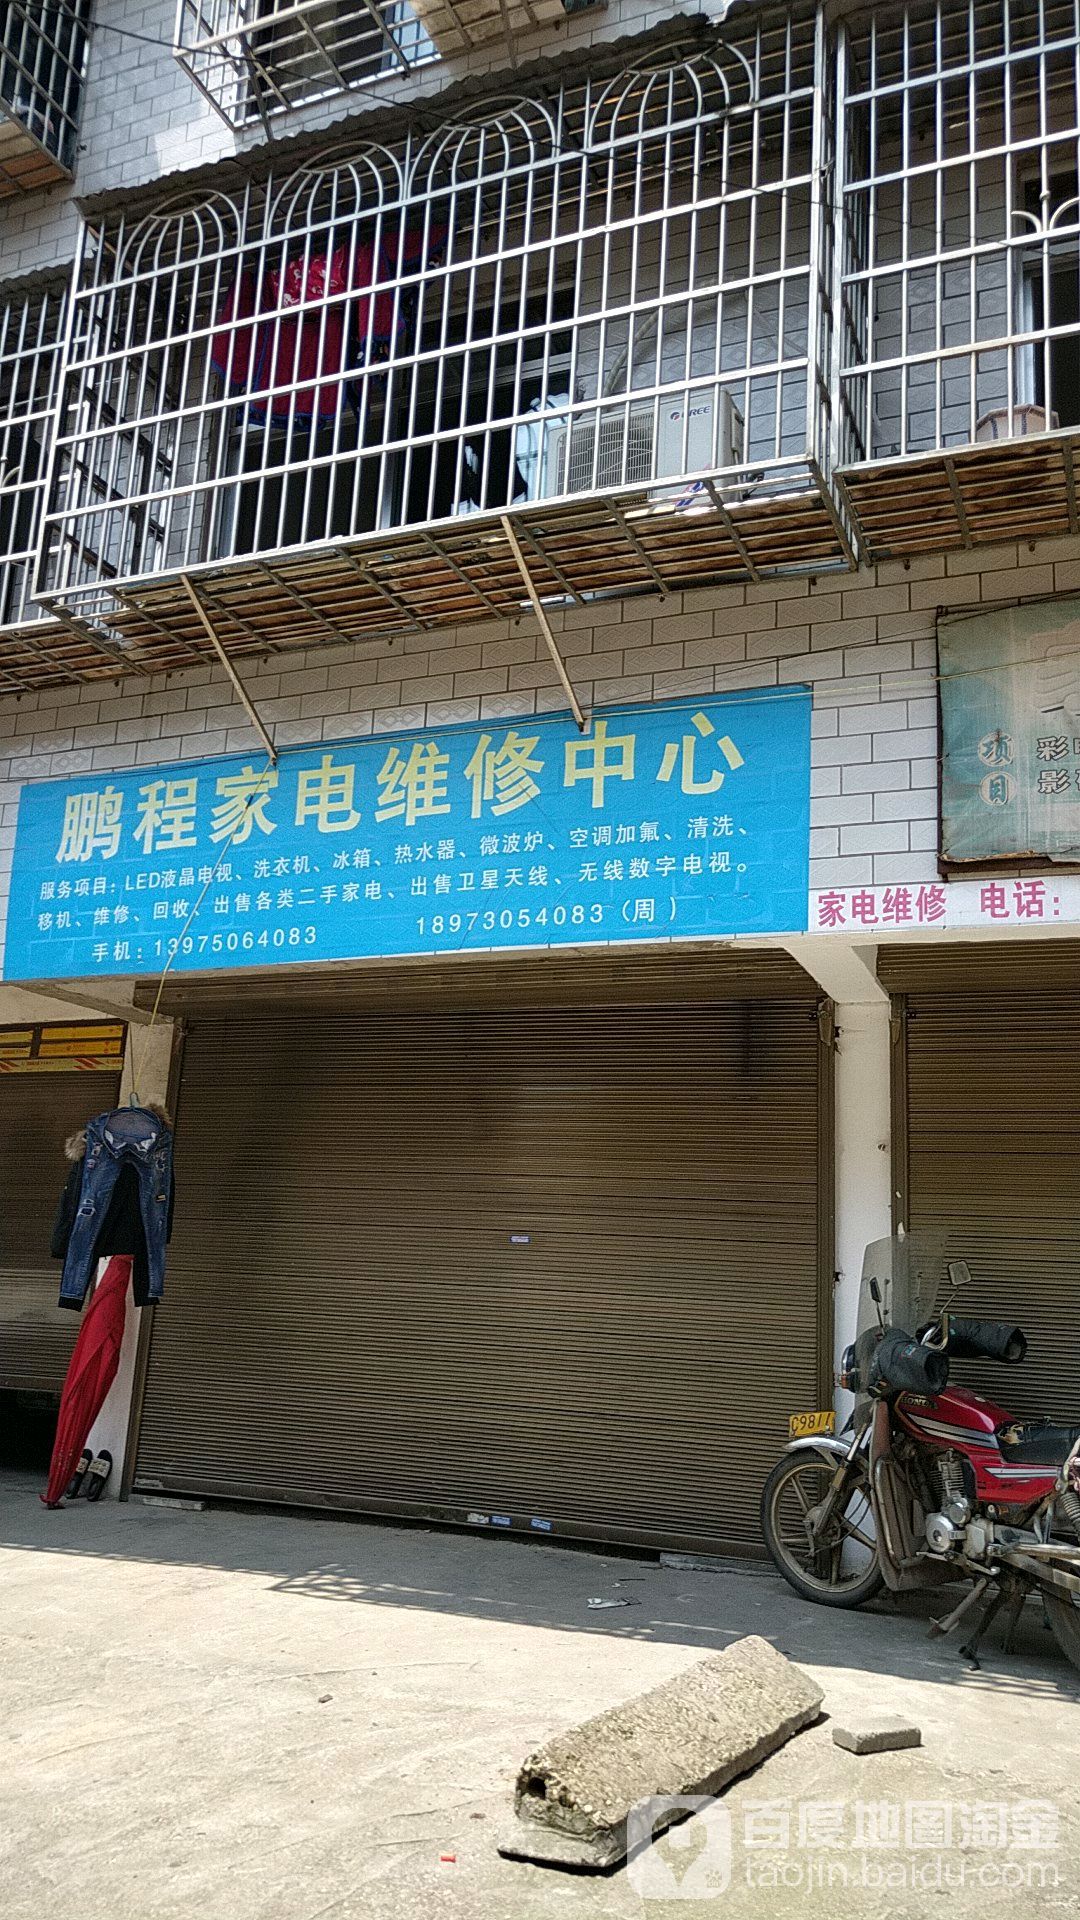 GREE
鹏程家电维修中心
服务项目：LED液晶电视、洗衣机、冰箱、热水器、微波炉、空调加氟、清洗、
移机、维修、回收、出售各类二手家电、出售卫星天线、无线数字电视。
手机：13975064083 18973054083（周）
项目
彩
影
家电维修 电话：
C9811
HONDA
百度地图淘金
taojin.baidu.com